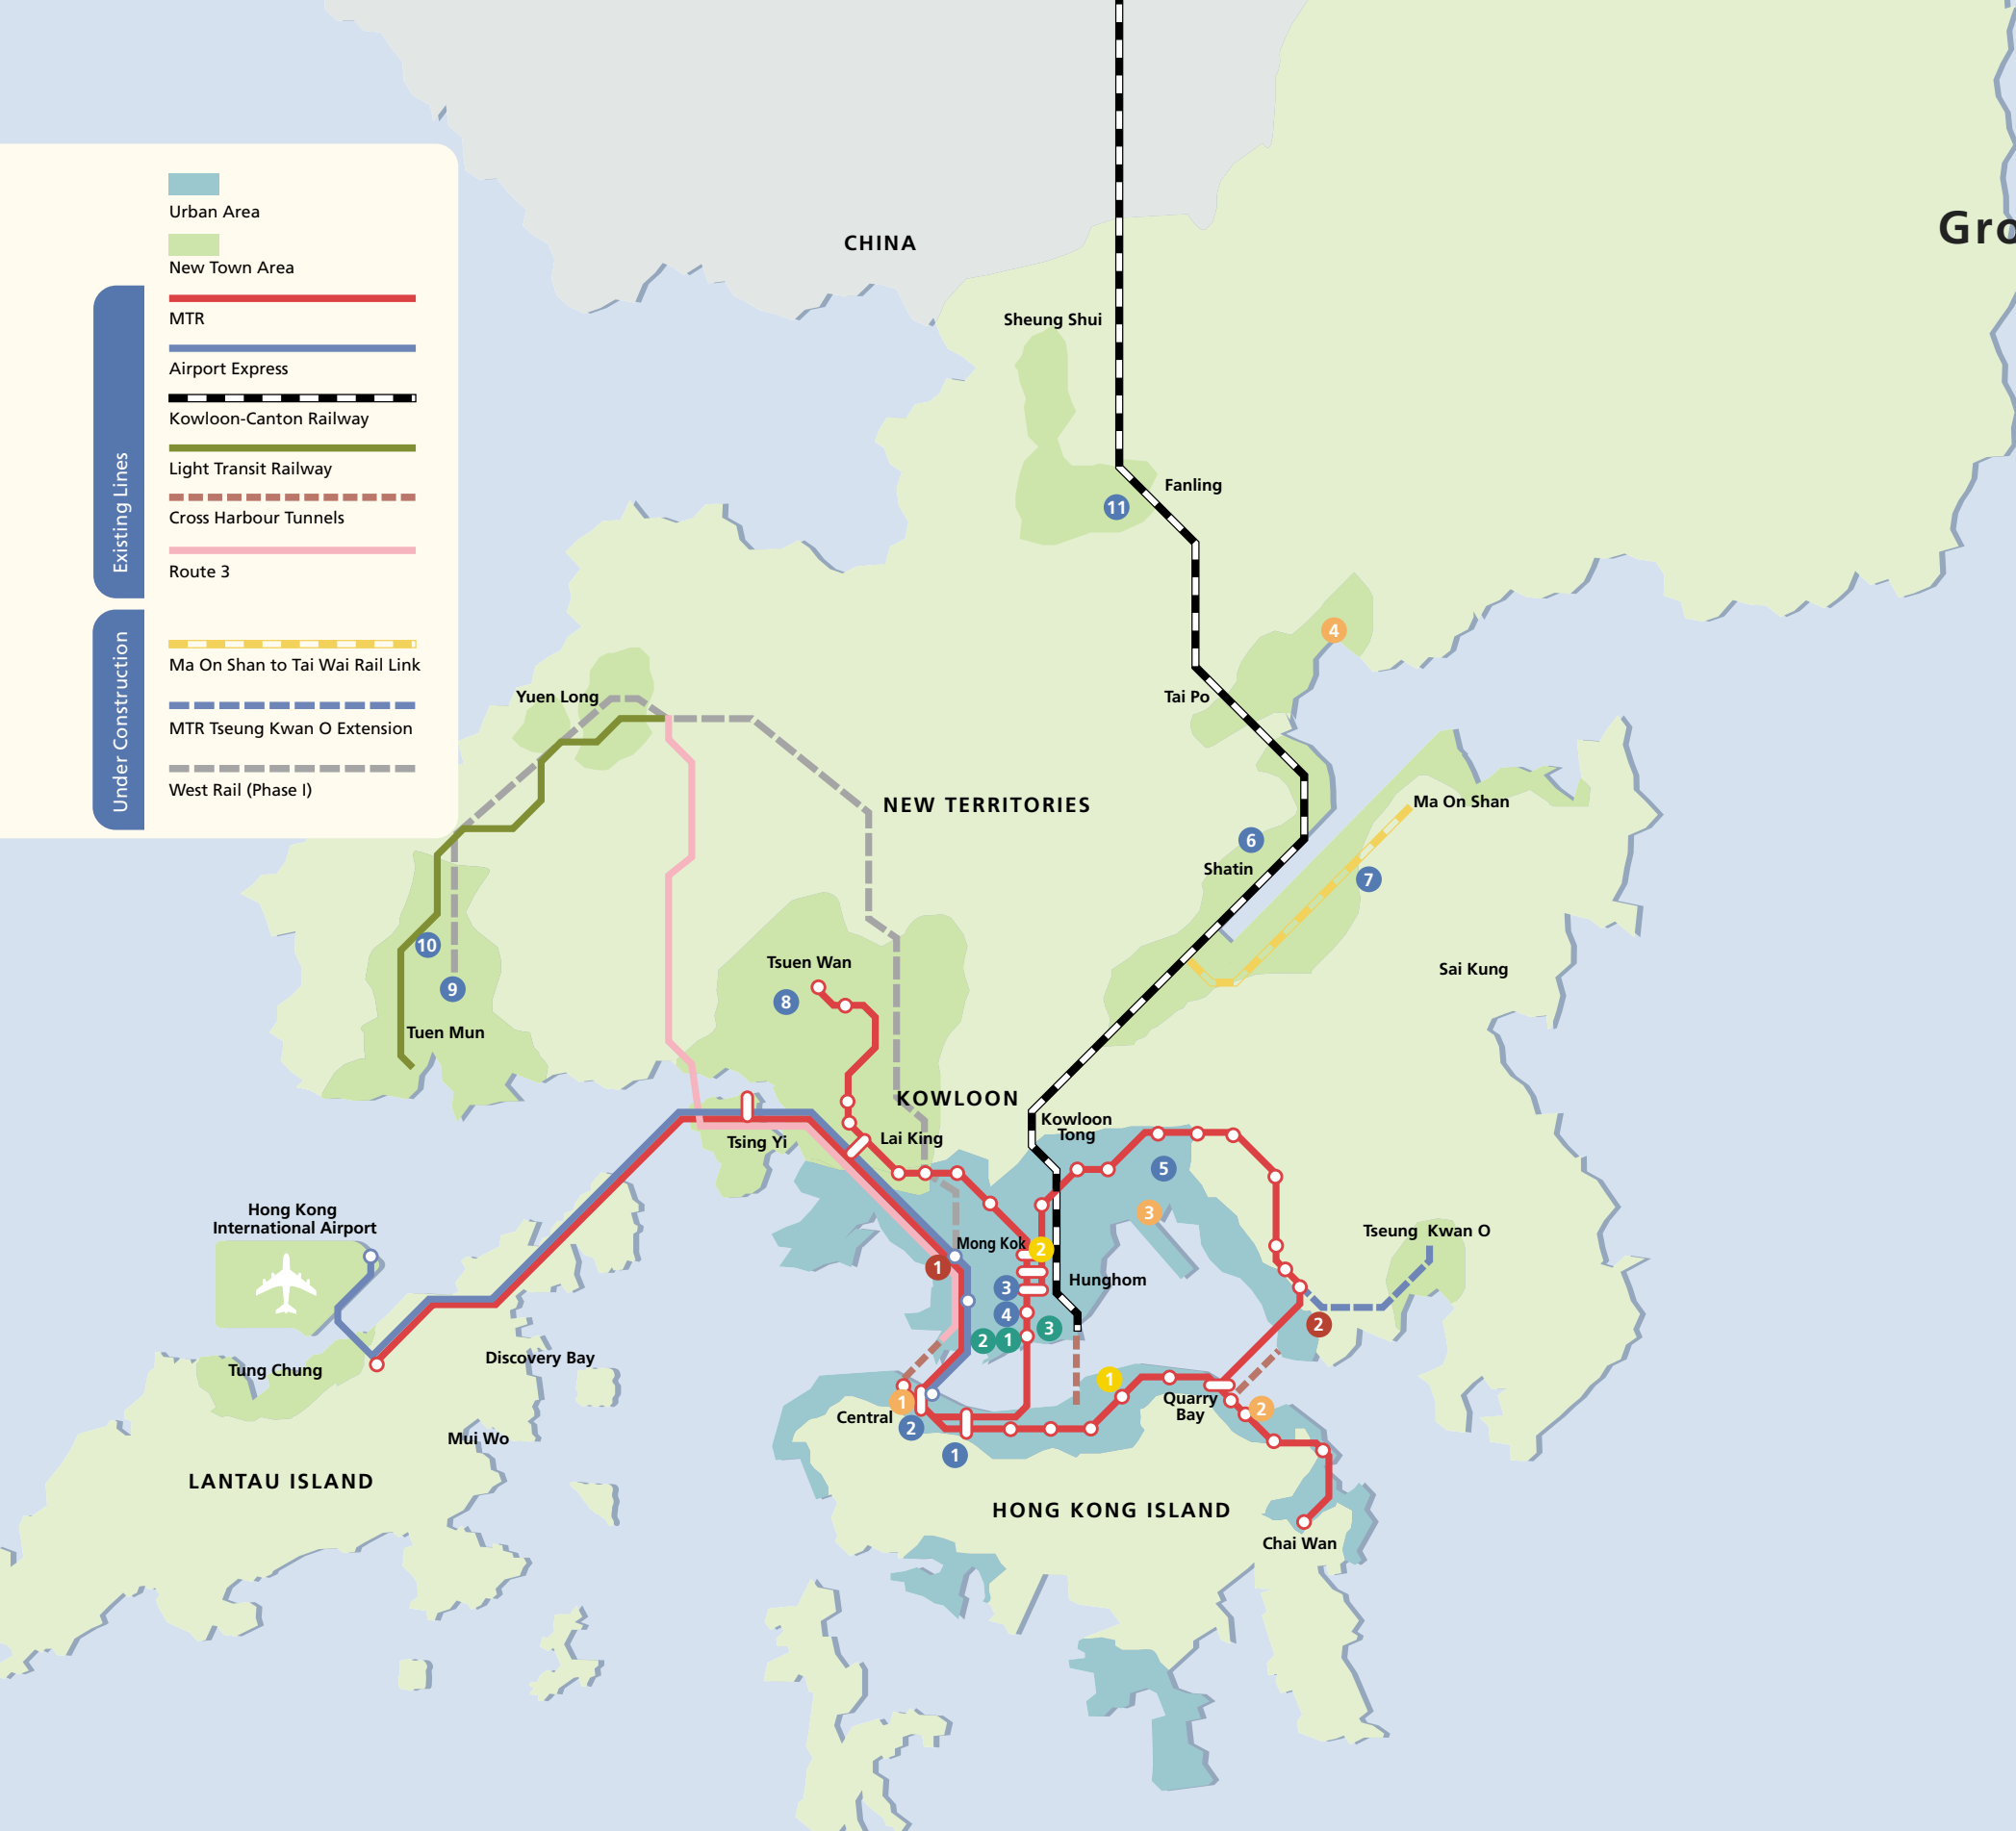 Urban Area
New Town Area
Existing Lines
MTR
Airport Express
Kowloon-Canton Railway
Light Transit Railway
Cross Harbour Tunnels
Route 3
Under Construction
Ma On Shan to Tai Wai Rail Link
MTR Tseung Kwan O Extension
West Rail (Phase I)
Gro
CHINA
Sheung Shui
Fanling
11
4
Yuen Long
Tai Po
NEW TERRITORIES
Ma On Shan
6
Shatin
7
10
9
Tuen Mun
Tsuen Wan
8
Sai Kung
KOWLOON
Kowloon
Tong
Tsing Yi
Lai King
5
3
Hong Kong
International Airport
Tseung Kwan O
Mong Kok
2
1
Hunghom
3
4
2
1
3
2
Tung Chung
Discovery Bay
1
Central
2
1
1
Quarry
Bay
2
Mui Wo
LANTAU ISLAND
HONG KONG ISLAND
Chai Wan